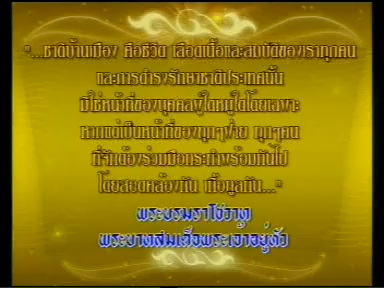 "...ชาติบ้านเมือง คือชีวิต เลือดเนื้อและสมบัติของเราทุกคน
และการดำรงรักษาชาติประเทศนั้น
มิใช่หน้าที่ของบุคคลผู้ใดหมู่ใดโดยเฉพาะ
หากแต่เป็นหน้าที่ของทุกๆฝ่าย ทุกๆคน
ที่จักต้องร่วมมือกระทำพร้อมกันไป
โดยสอดคล้องกัน เกื้อกูลกัน..."
พระบรมราโชวาท
พระบาทสมเด็จพระเจ้าอยู่หัว